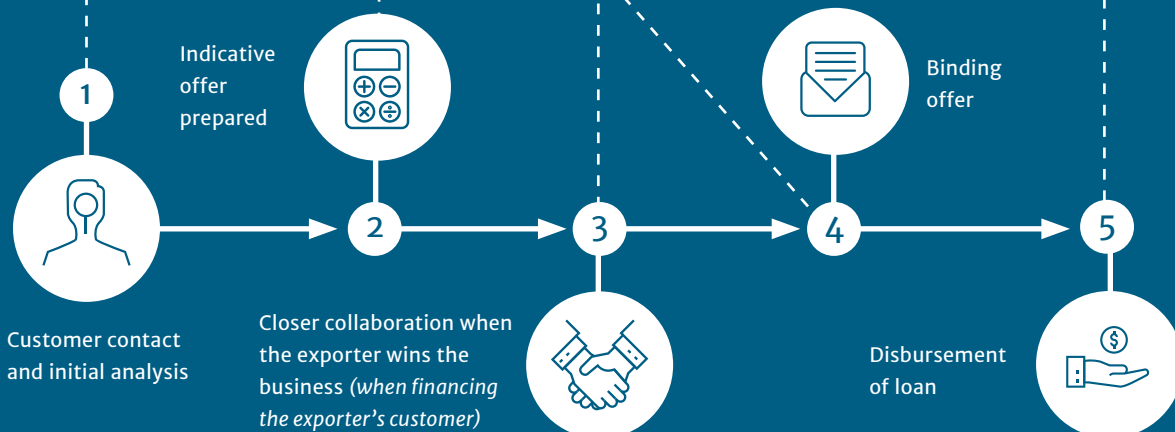 1
Customer contact
and initial analysis
Indicative
offer
prepared
2
3
Closer collaboration when
the exporter wins the
business (when financing
the exporter's customer)
4
Binding
offer
5
$
Disbursement
of loan